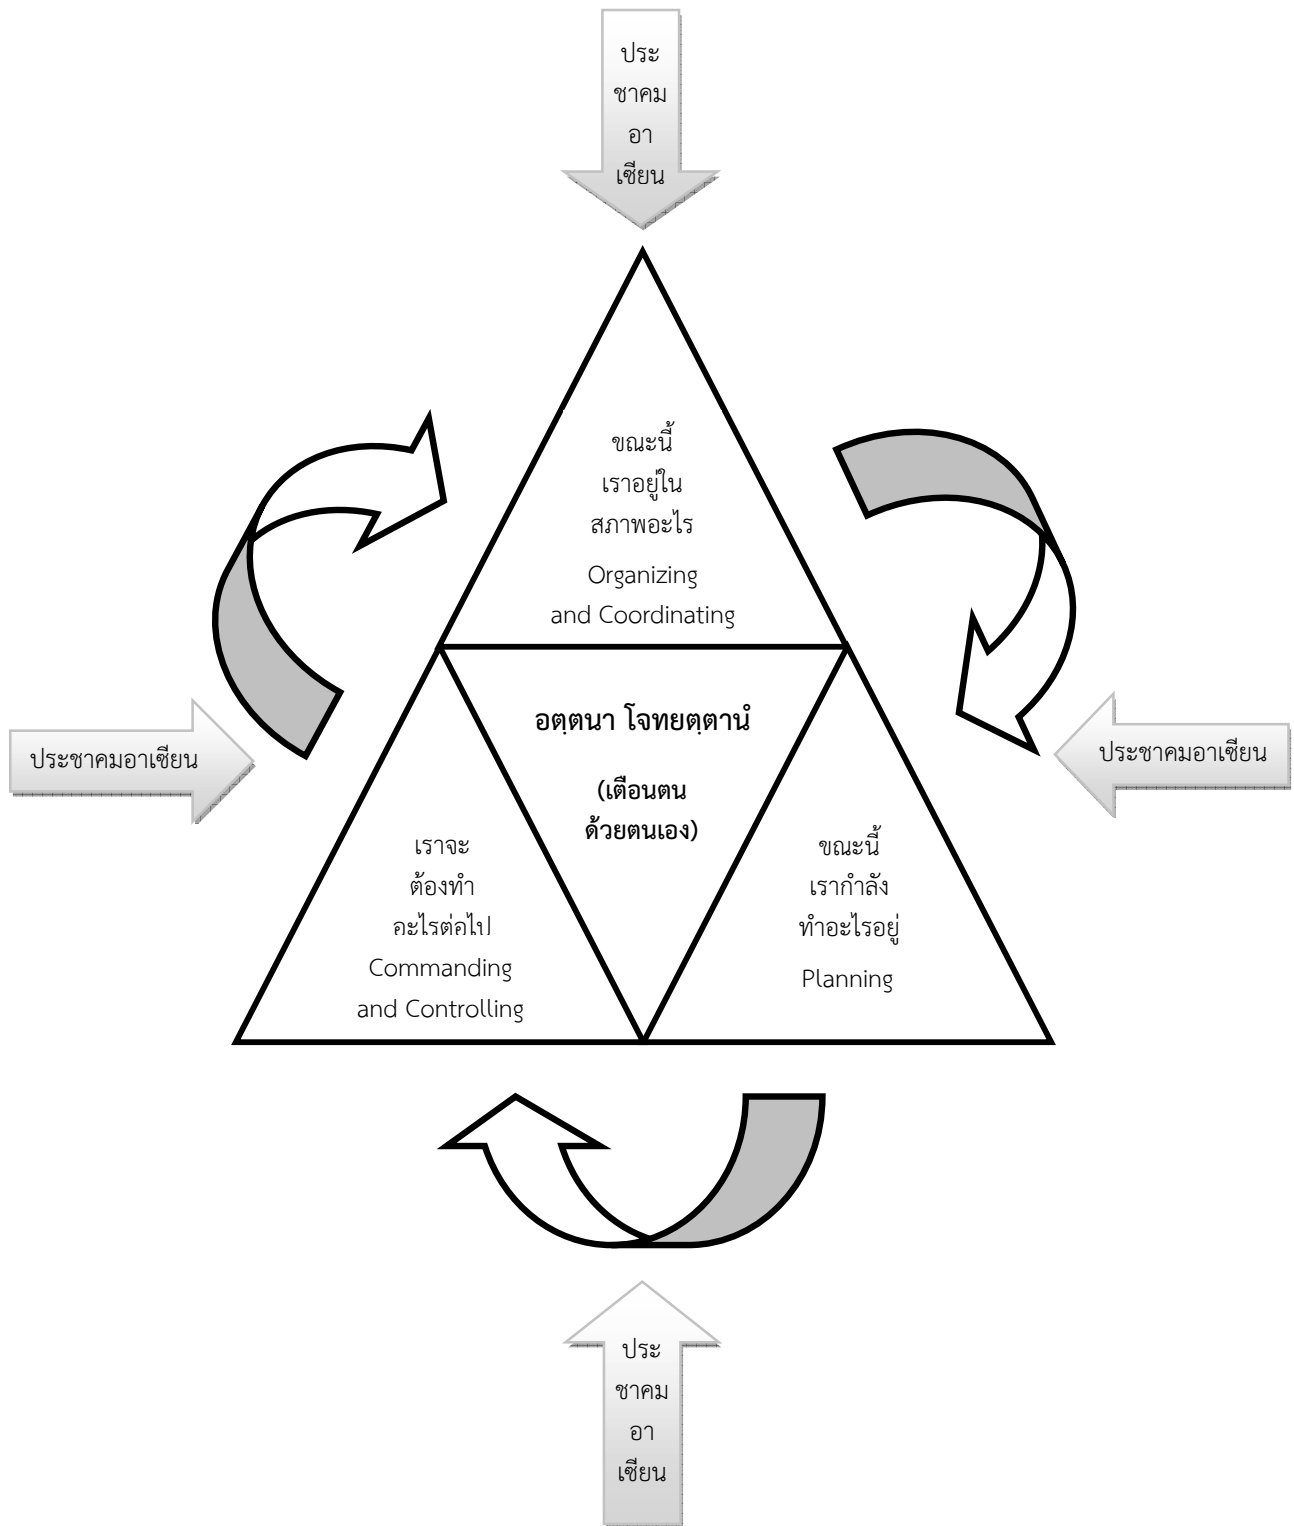 ประ
ชาคม
อา
เซียน
ขณะนี้
เราอยู่ใน
สภาพอะไร
Organizing
and Coordinating
อตฺตนา โจทยตฺตานํ
(เตือนตน
ด้วยตนเอง)
ประชาคมอาเซียน
ประชาคมอาเซียน
เราจะ
ต้องทำ
อะไรต่อไป
Commanding
and Controlling
ขณะนี้
เรากำลัง
ทำอะไรอยู่
Planning
ประ
ชาคม
อา
เซียน